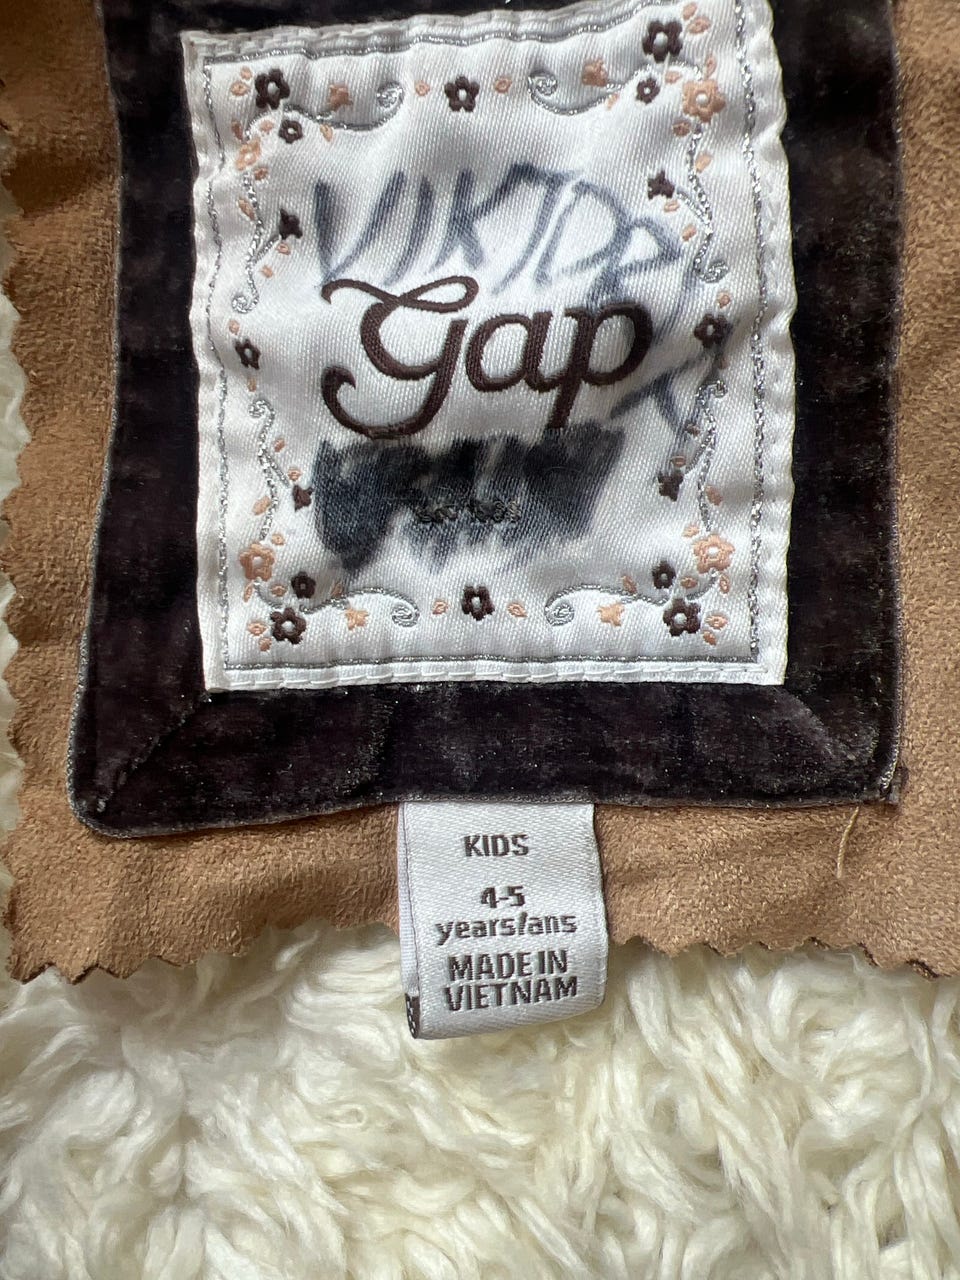 Gap
KIDS
4-5
years/ans
MADE IN
VIETNAM